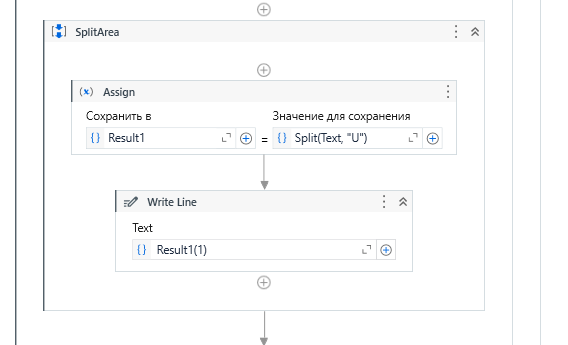 SplitArea
(x) Assign
Сохранить в
Значение для сохранения
{} Result1 = {} Split(Text, "U")
Write Line
Text
{} Result1(1)